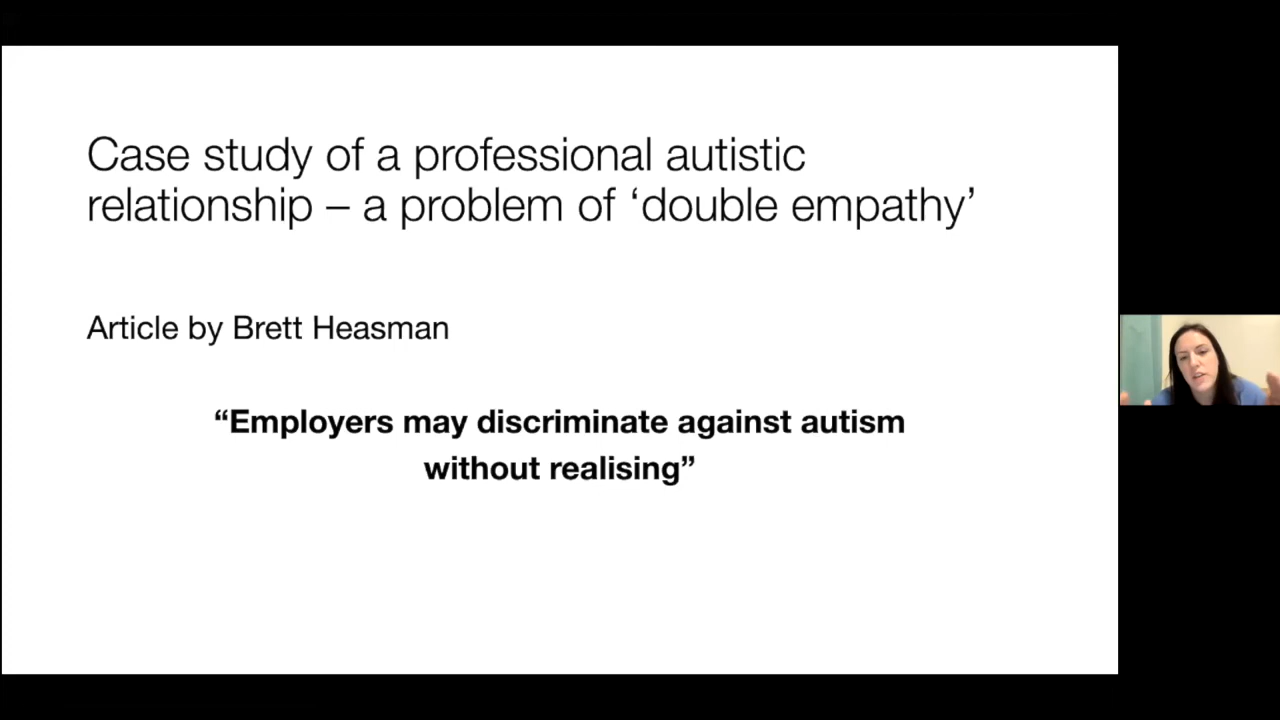 Case study of a professional autistic
relationship – a problem of ‘double empathy’
Article by Brett Heasman
“Employers may discriminate against autism
without realising”